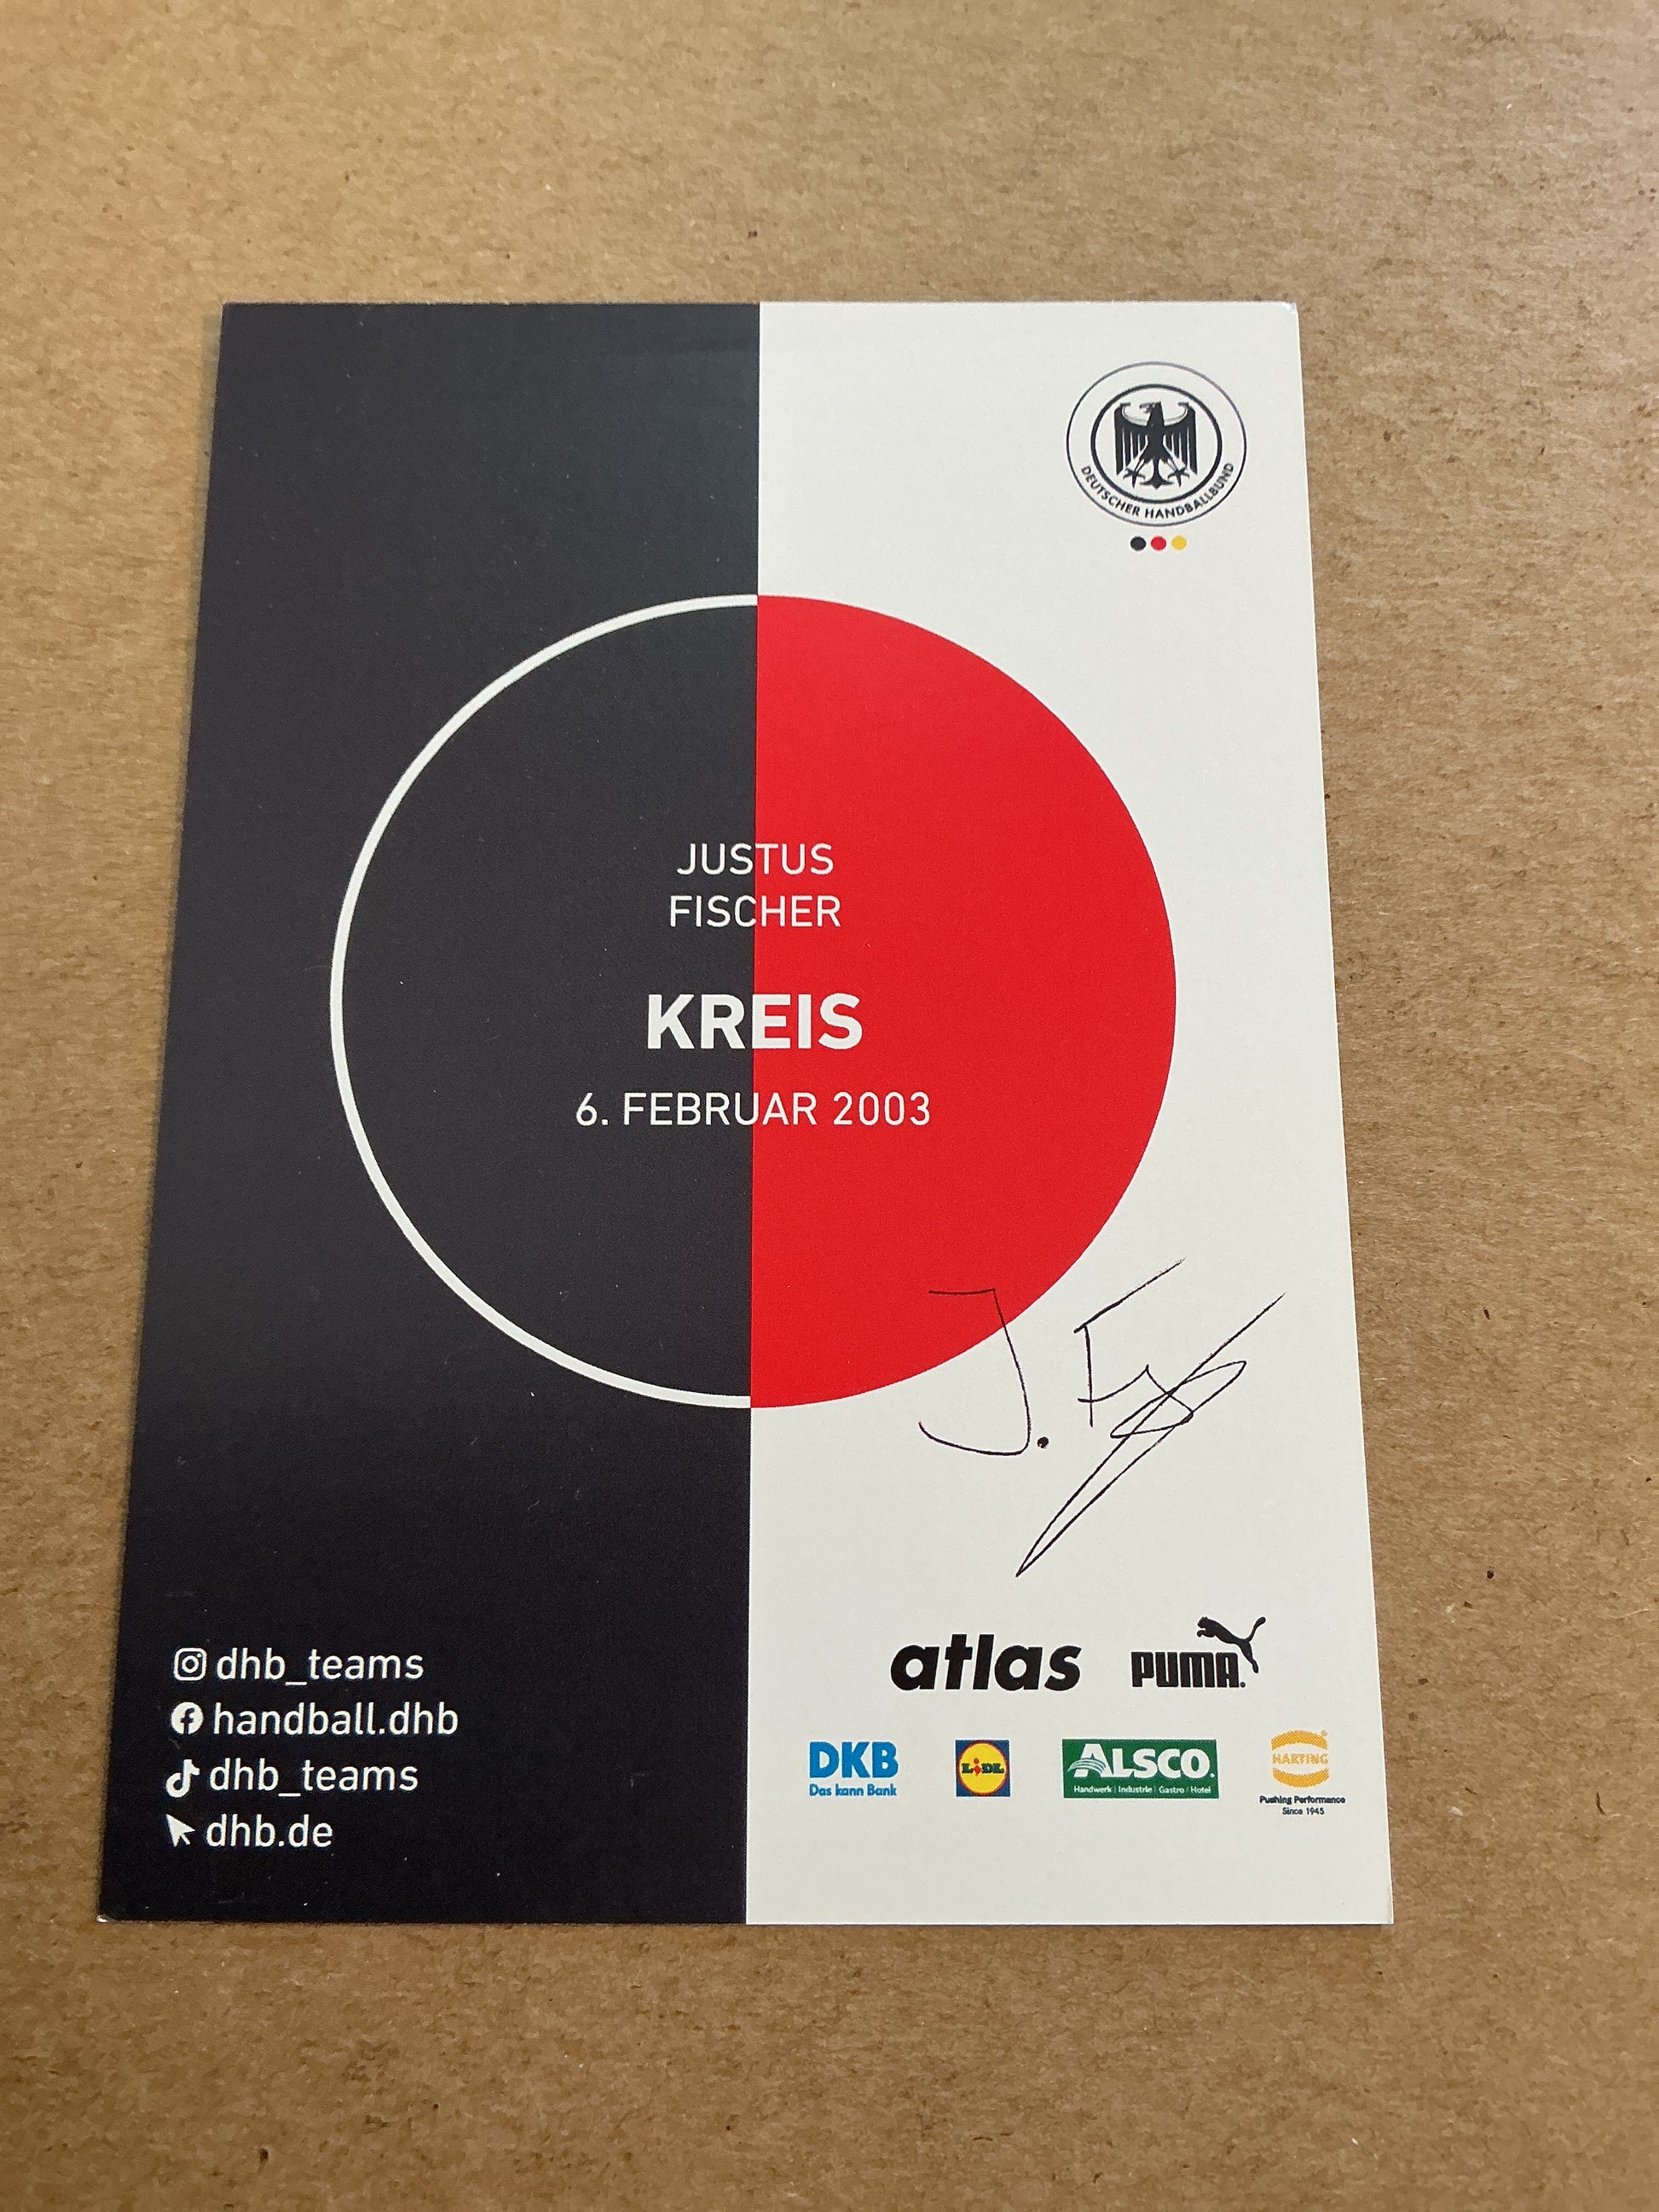 DEUTSCHER HANDBALLBUND
JUSTUS
FISCHER
KREIS
6. FEBRUAR 2003
J. F
dhb_teams
handball.dhb
dhb_teams
dhb.de
atlas PUMA.
DKB
Das kann Bank
LIDL
ALSCO.
Handwerk | Industrie | Gastro | Hotel
HARTING
Pushing Performance
Since 1945